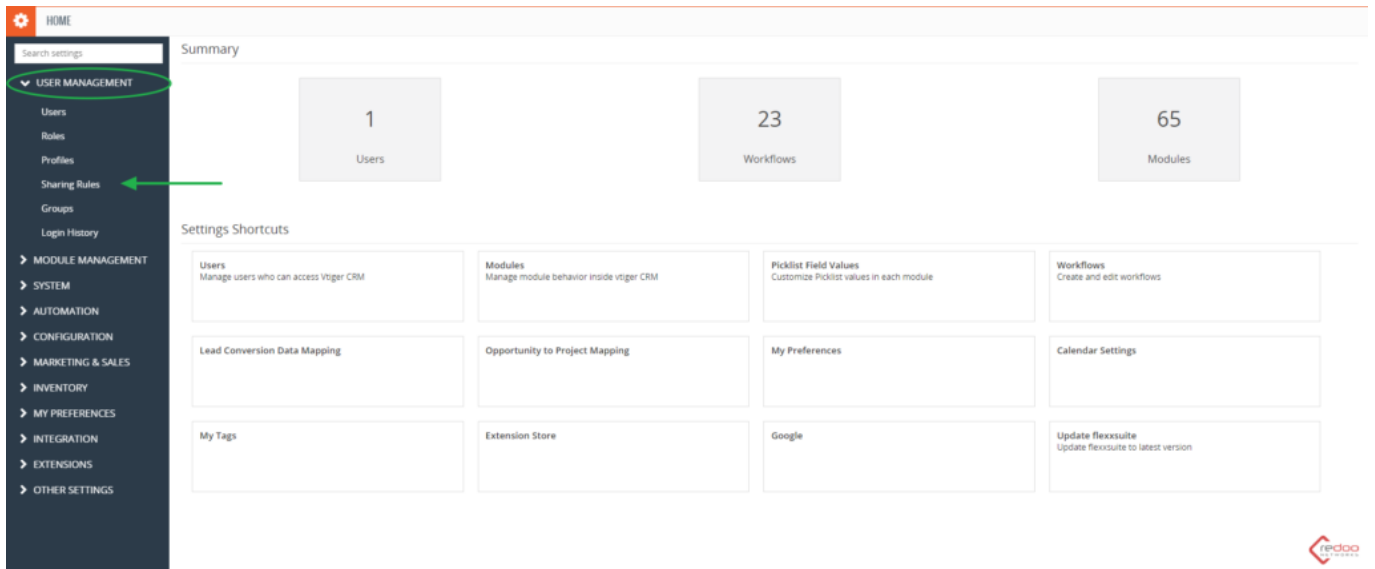 HOME
Search settings
USER MANAGEMENT
Users
Roles
Profiles
Sharing Rules
Groups
Login History
MODULE MANAGEMENT
SYSTEM
AUTOMATION
CONFIGURATION
MARKETING & SALES
INVENTORY
MY PREFERENCES
INTEGRATION
EXTENSIONS
OTHER SETTINGS
Summary
1
Users
23
Workflows
65
Modules
Settings Shortcuts
Users
Manage users who can access Vtiger CRM
Modules
Manage module behavior inside vtiger CRM
Picklist Field Values
Customize Picklist values in each module
Workflows
Create and edit workflows
Lead Conversion Data Mapping
Opportunity to Project Mapping
My Preferences
Calendar Settings
My Tags
Extension Store
Google
Update flexxsuite
Update flexxsuite to latest version
redoo
NETWORKS